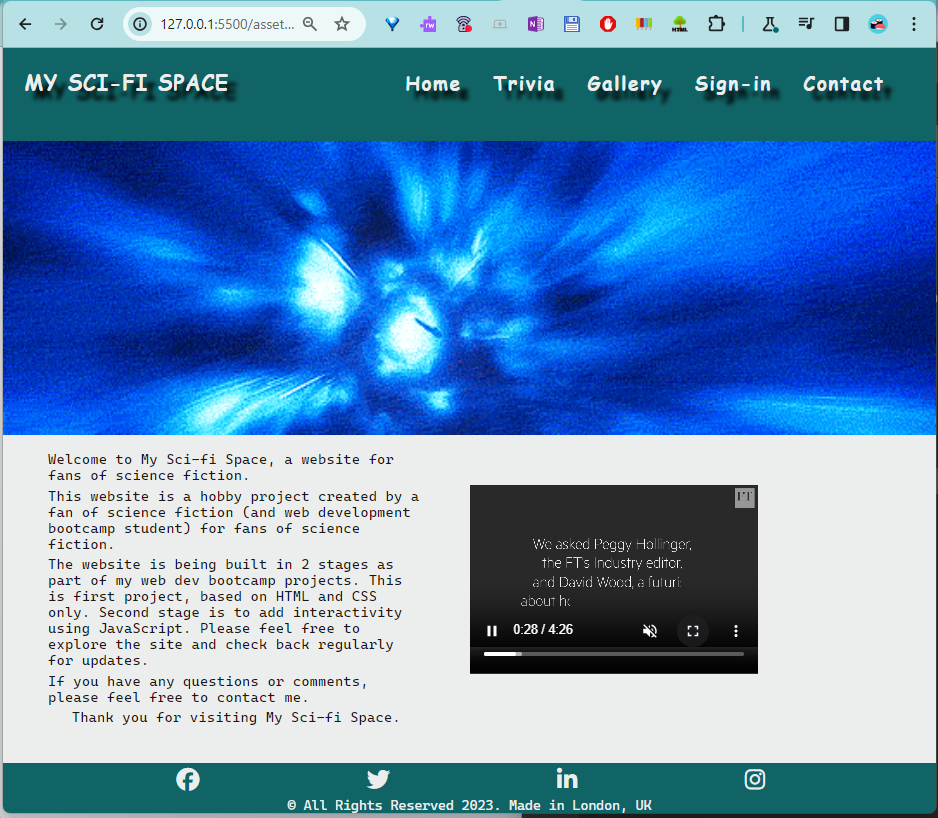 127.0.0.1:5500/asset...
MY SCI-FI SPACE
Home Trivia Gallery Sign-in Contact
Welcome to My Sci-fi Space, a website for
fans of science fiction.
This website is a hobby project created by a
fan of science fiction (and web development
bootcamp student) for fans of science
fiction.
The website is being built in 2 stages as
part of my web dev bootcamp projects. This
is first project, based on HTML and CSS
only. Second stage is to add interactivity
using JavaScript. Please feel free to
explore the site and check back regularly
for updates.
If you have any questions or comments,
please feel free to contact me.
Thank you for visiting My Sci-fi Space.
FT
We asked Peggy Hollinger,
the FT's Industry editor,
and David Wood, a futuri
about
0:28 / 4:26
© All Rights Reserved 2023. Made in London, UK